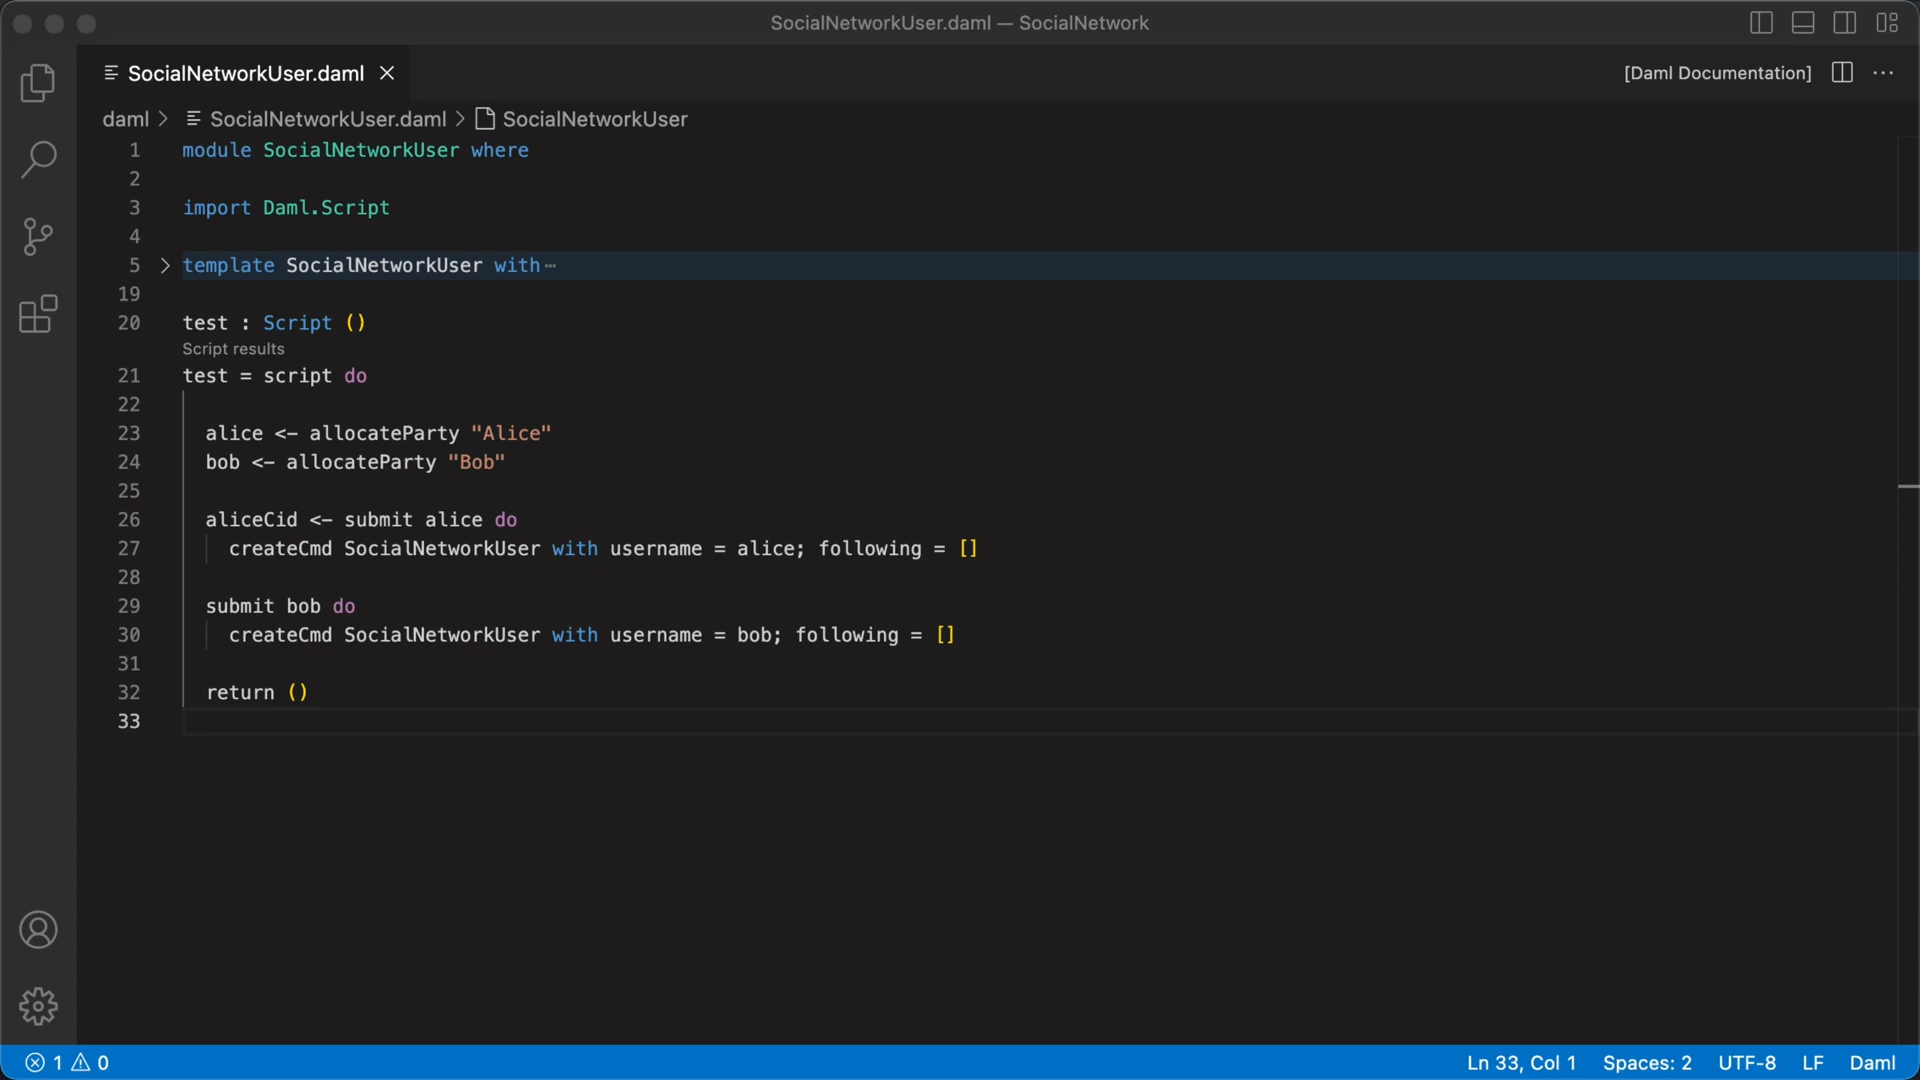 SocialNetworkUser.daml — SocialNetwork
SocialNetworkUser.daml
[Daml Documentation]
daml > SocialNetworkUser.daml > SocialNetworkUser
1 module SocialNetworkUser where
2
3 import Daml.Script
4
5 template SocialNetworkUser with⋯
19
20 test : Script ()
Script results
21 test = script do
22
23 alice <- allocateParty "Alice"
24 bob <- allocateParty "Bob"
25
26 aliceCid <- submit alice do
27 createCmd SocialNetworkUser with username = alice; following = []
28
29 submit bob do
30 createCmd SocialNetworkUser with username = bob; following = []
31
32 return ()
33
1 0 Ln 33, Col 1 Spaces: 2 UTF-8 LF Daml